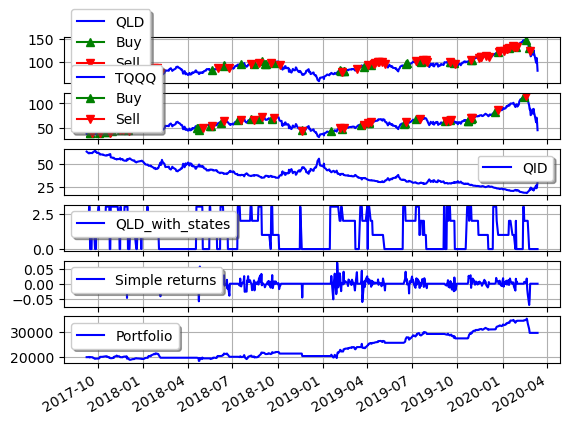 QLD
Buy
Sell
150
100
TQQQ
Buy
Sell
100
50
QID
50
25
QLD_with_states
2.5
0.0
Simple returns
0.05
0.00
−0.05
Portfolio
30000
20000
2017-10
2018-01
2018-04
2018-07
2018-10
2019-01
2019-04
2019-07
2019-10
2020-01
2020-04